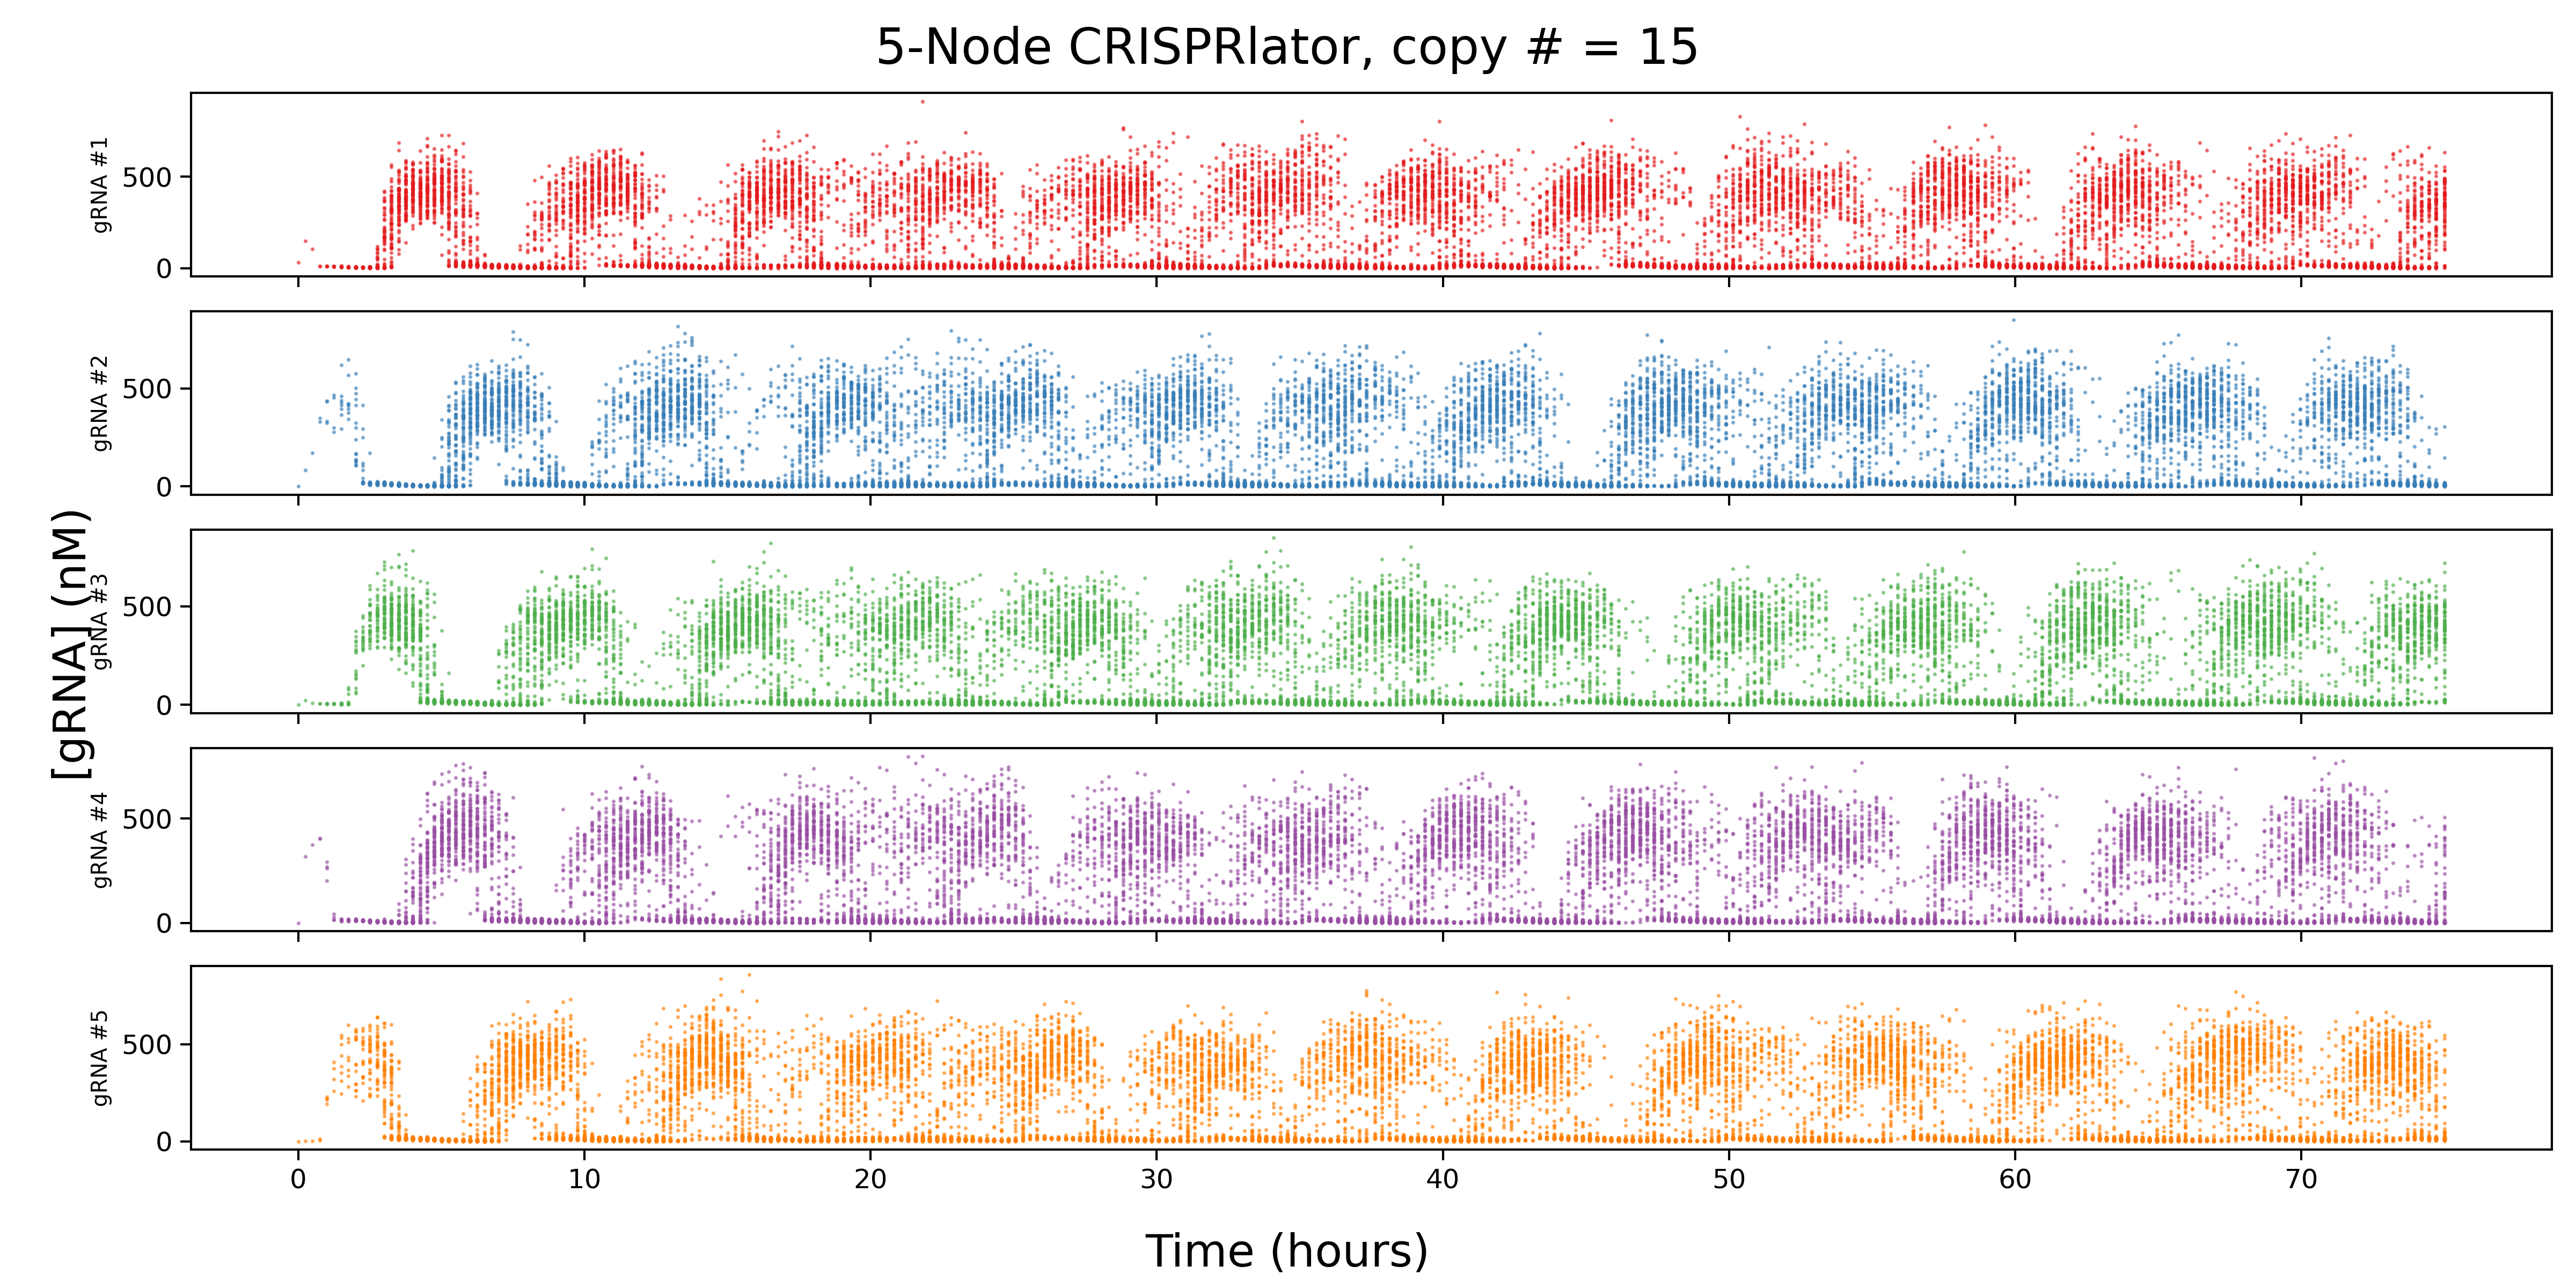 5-Node CRISPRlator, copy # = 15
[gRNA] (nM)
gRNA #1
500
0
gRNA #2
500
0
gRNA #3
500
0
gRNA #4
500
0
gRNA #5
500
0
0 10 20 30 40 50 60 70
Time (hours)